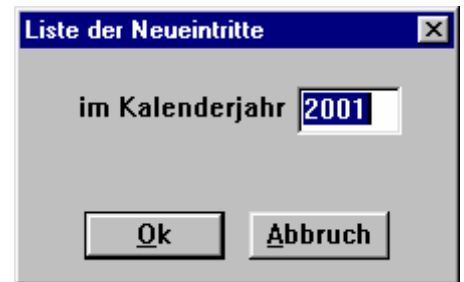 Liste der Neueintritte
im Kalenderjahr 2001
Ok Abbruch